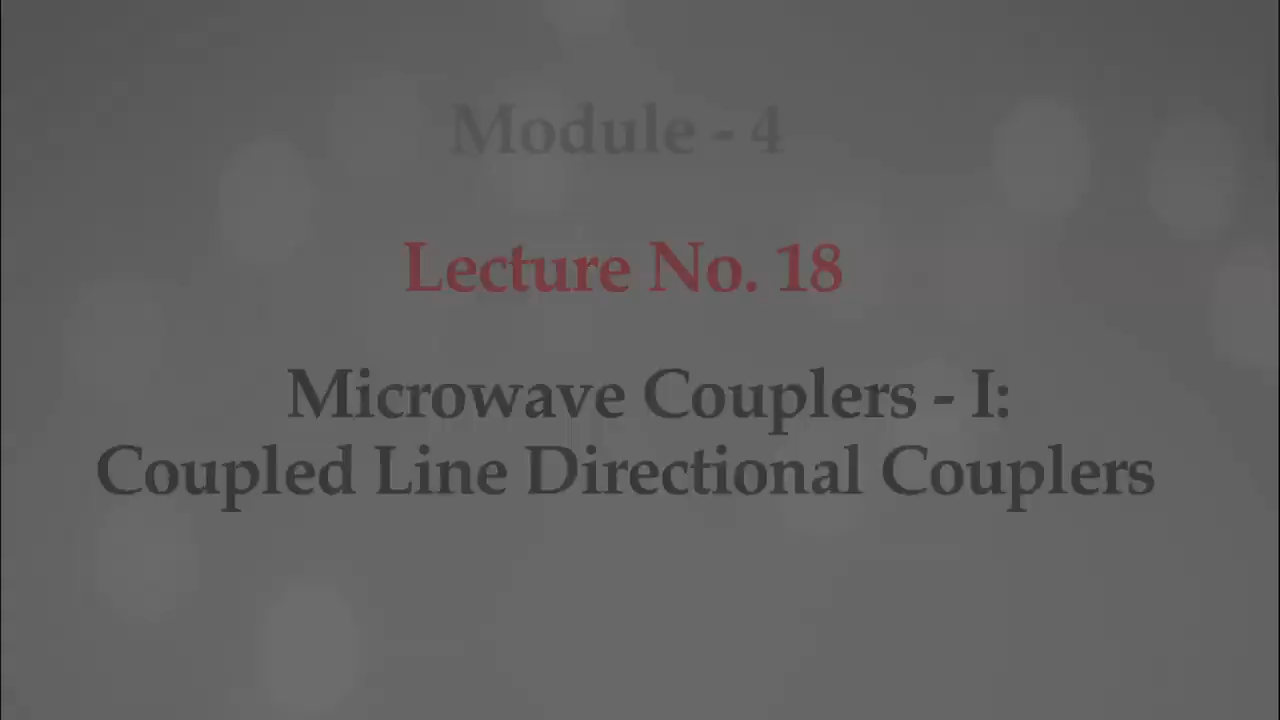 Module - 4
Lecture No. 18
Microwave Couplers - I:
Coupled Line Directional Couplers